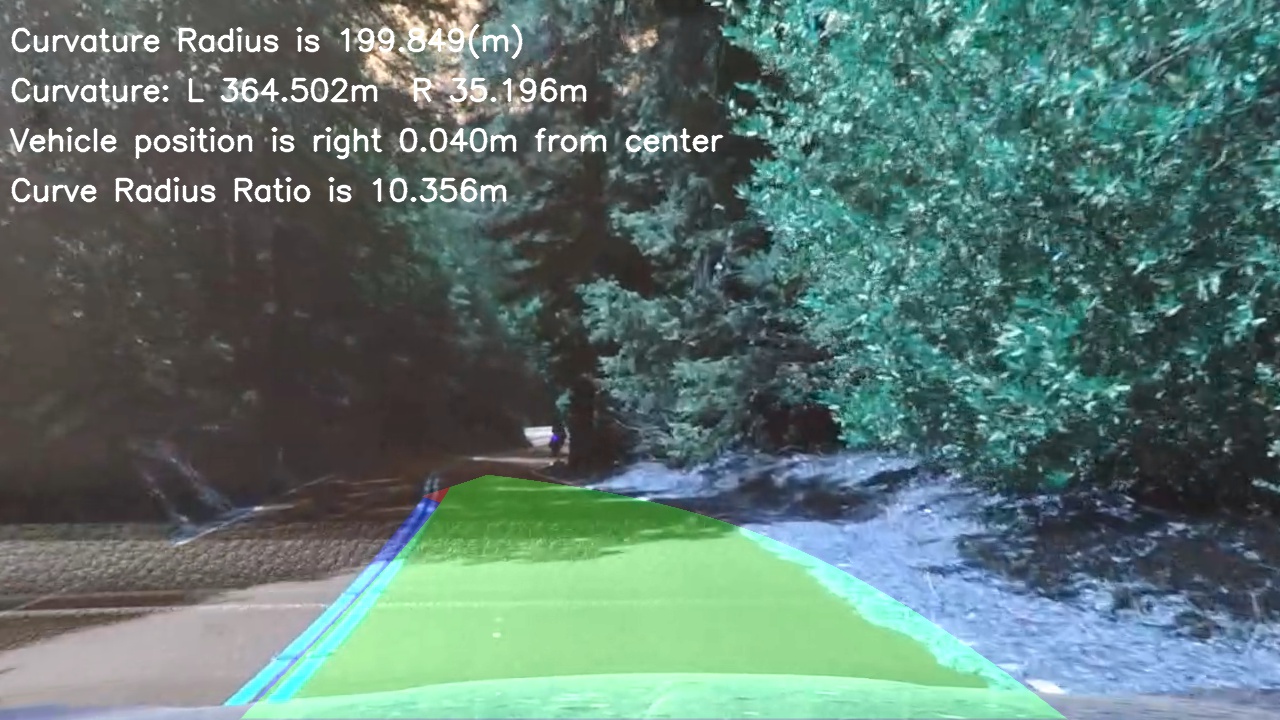 Curvature Radius is 199.849(m)
Curvature: L 364.502m R 35.196m
Vehicle position is right 0.040m from center
Curve Radius Ratio is 10.356m